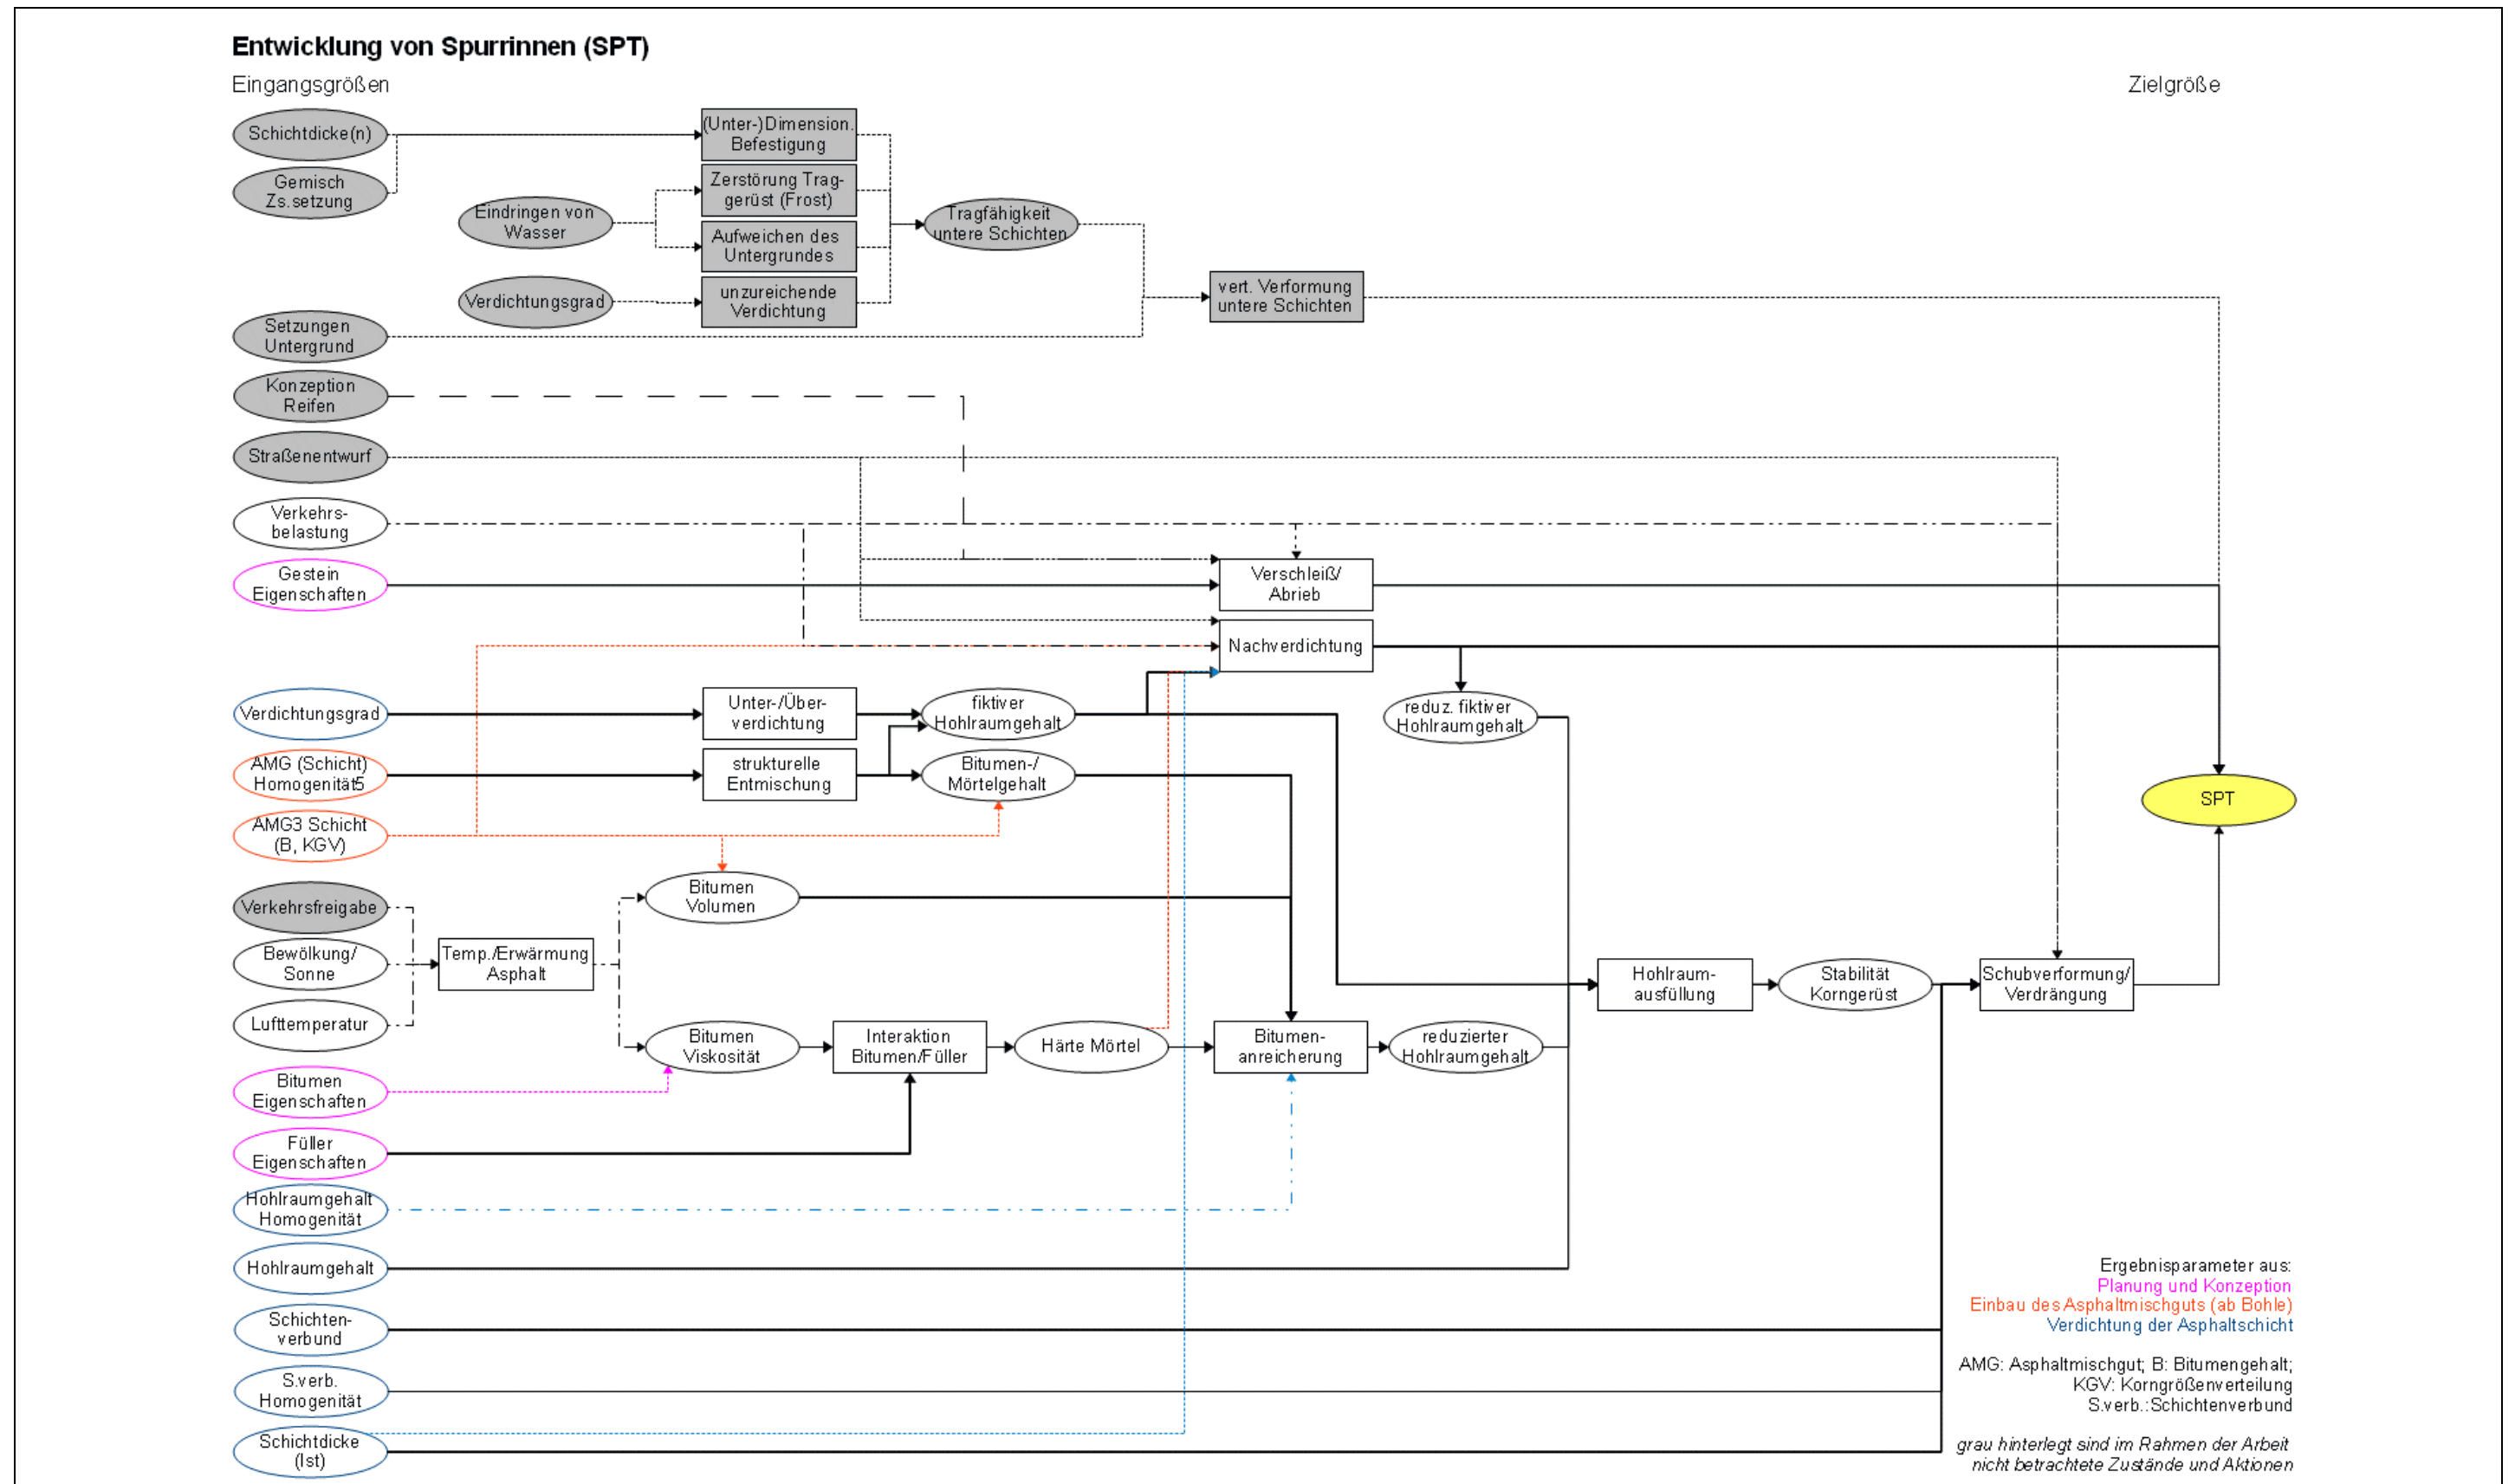 Entwicklung von Spurrinnen (SPT)
Eingangsgrößen
Zielgröße
Schichtdicke(n)
(Unter-)Dimension.
Befestigung
Gemisch
Zs.setzung
Zerstörung Trag-
gerüst (Frost)
Eindringen von
Wasser
Tragfähigkeit
untere Schichten
Aufweichen des
Untergrundes
Verdichtungsgrad
unzureichende
Verdichtung
vert. Verformung
untere Schichten
Setzungen
Untergrund
Konzeption
Reifen
Straßenentwurf
Verkehrs-
belastung
Gestein
Eigenschaften
Verschleiß/
Abrieb
Nachverdichtung
Verdichtungsgrad
Unter-/Über-
verdichtung
fiktiver
Hohlraumgehalt
reduz. fiktiver
Hohlraumgehalt
AMG (Schicht)
Homogenität5
strukturelle
Entmischung
Bitumen-/
Mörtelgehalt
SPT
AMG3 Schicht
(B, KGV)
Bitumen
Volumen
Verkehrsfreigabe
Bewölkung/
Sonne
Temp./Erwärmung
Asphalt
Hohlraum-
ausfüllung
Stabilität
Korngerüst
Schubverformung/
Verdrängung
Lufttemperatur
Bitumen
Viskosität
Interaktion
Bitumen/Füller
Härte Mörtel
Bitumen-
anreicherung
reduzierter
Hohlraumgehalt
Bitumen
Eigenschaften
Füller
Eigenschaften
Hohlraumgehalt
Homogenität
Hohlraumgehalt
Schichten-
verbund
S.verb.
Homogenität
Schichtdicke
(Ist)
Ergebnisparameter aus:
Planung und Konzeption
Einbau des Asphaltmischguts (ab Bohle)
Verdichtung der Asphaltschicht
AMG: Asphaltmischgut; B: Bitumengehalt;
KGV: Korngrößenverteilung
S.verb.:Schichtenverbund
grau hinterlegt sind im Rahmen der Arbeit
nicht betrachtete Zustände und Aktionen